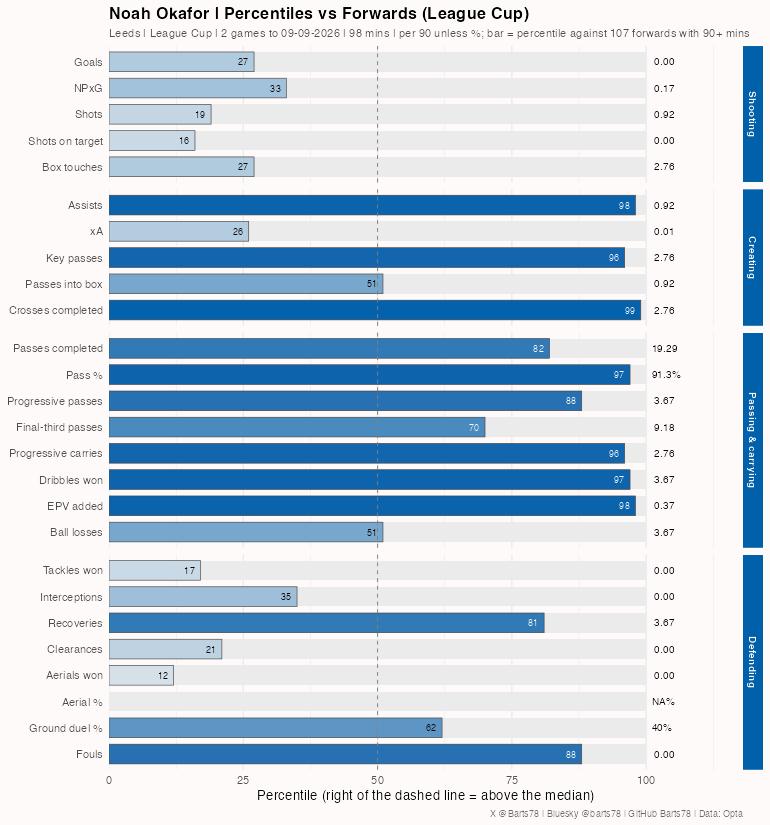 Noah Okafor | Percentiles vs Forwards (League Cup)
Leeds | League Cup | 2 games to 09-09-2026 | 98 mins | per 90 unless %; bar = percentile against 107 forwards with 90+ mins
Goals 27 0.00
NPxG 33 0.17
Shots 19 0.92
Shots on target 16 0.00
Box touches 27 2.76
Shooting
Assists 98 0.92
xA 26 0.01
Key passes 96 2.76
Passes into box 51 0.92
Crosses completed 99 2.76
Creating
Passes completed 82 19.29
Pass % 97 91.3%
Progressive passes 88 3.67
Final-third passes 70 9.18
Progressive carries 96 2.76
Dribbles won 97 3.67
EPV added 98 0.37
Ball losses 51 3.67
Passing & carrying
Tackles won 17 0.00
Interceptions 35 0.00
Recoveries 81 3.67
Clearances 21 0.00
Aerials won 12 0.00
Aerial % NA%
Ground duel % 62 40%
Fouls 88 0.00
Defending
0 25 50 75 100
Percentile (right of the dashed line = above the median)
X @Barts78 | Bluesky @barts78 | GitHub Barts78 | Data: Opta